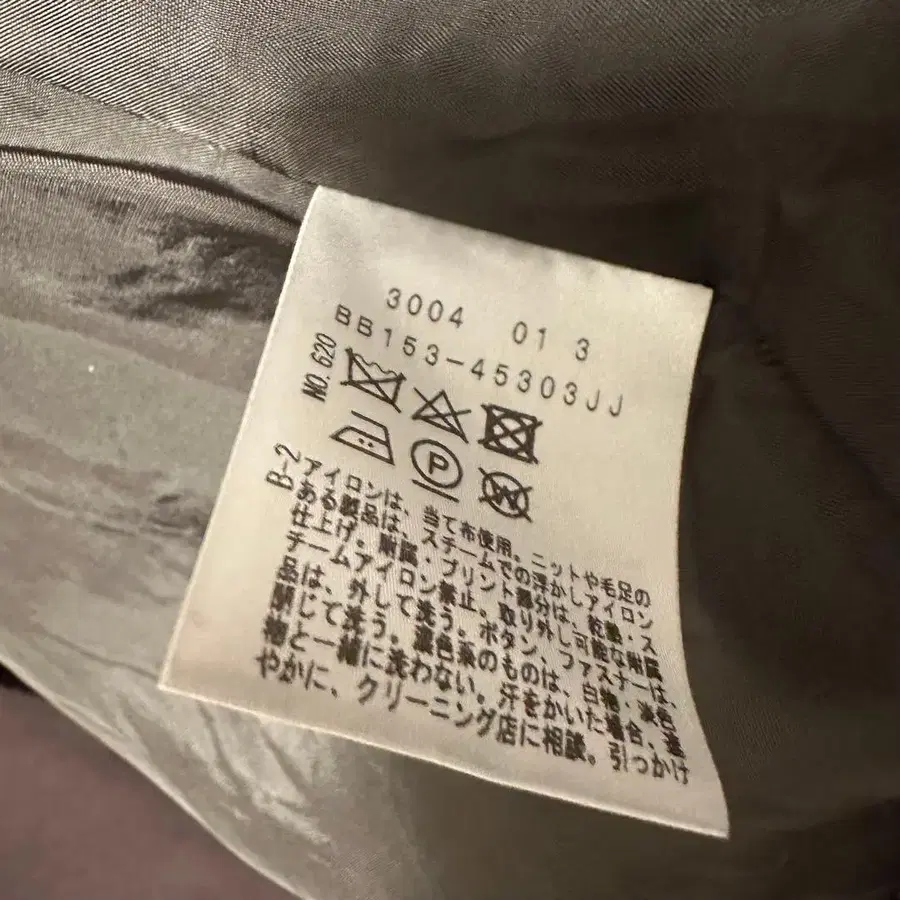 3004 01 3
BB153-45303JJ
NO. 620
P
W
B-2
アイロンは、当て布使用。ニットや毛足の
ある製品は、スチームでの浮かしアイロン
仕上げ。附属・プリント部分は、乾熱・ス
チームアイロン禁止。取り外し可能な附属
品は、外して洗う。ボタン、ファスナーは、
閉じて洗う。濃色系のものは、白物・淡色
物と一緒に洗わない。汗をかいた場合、速
やかに、クリーニング店に相談。引っかけ